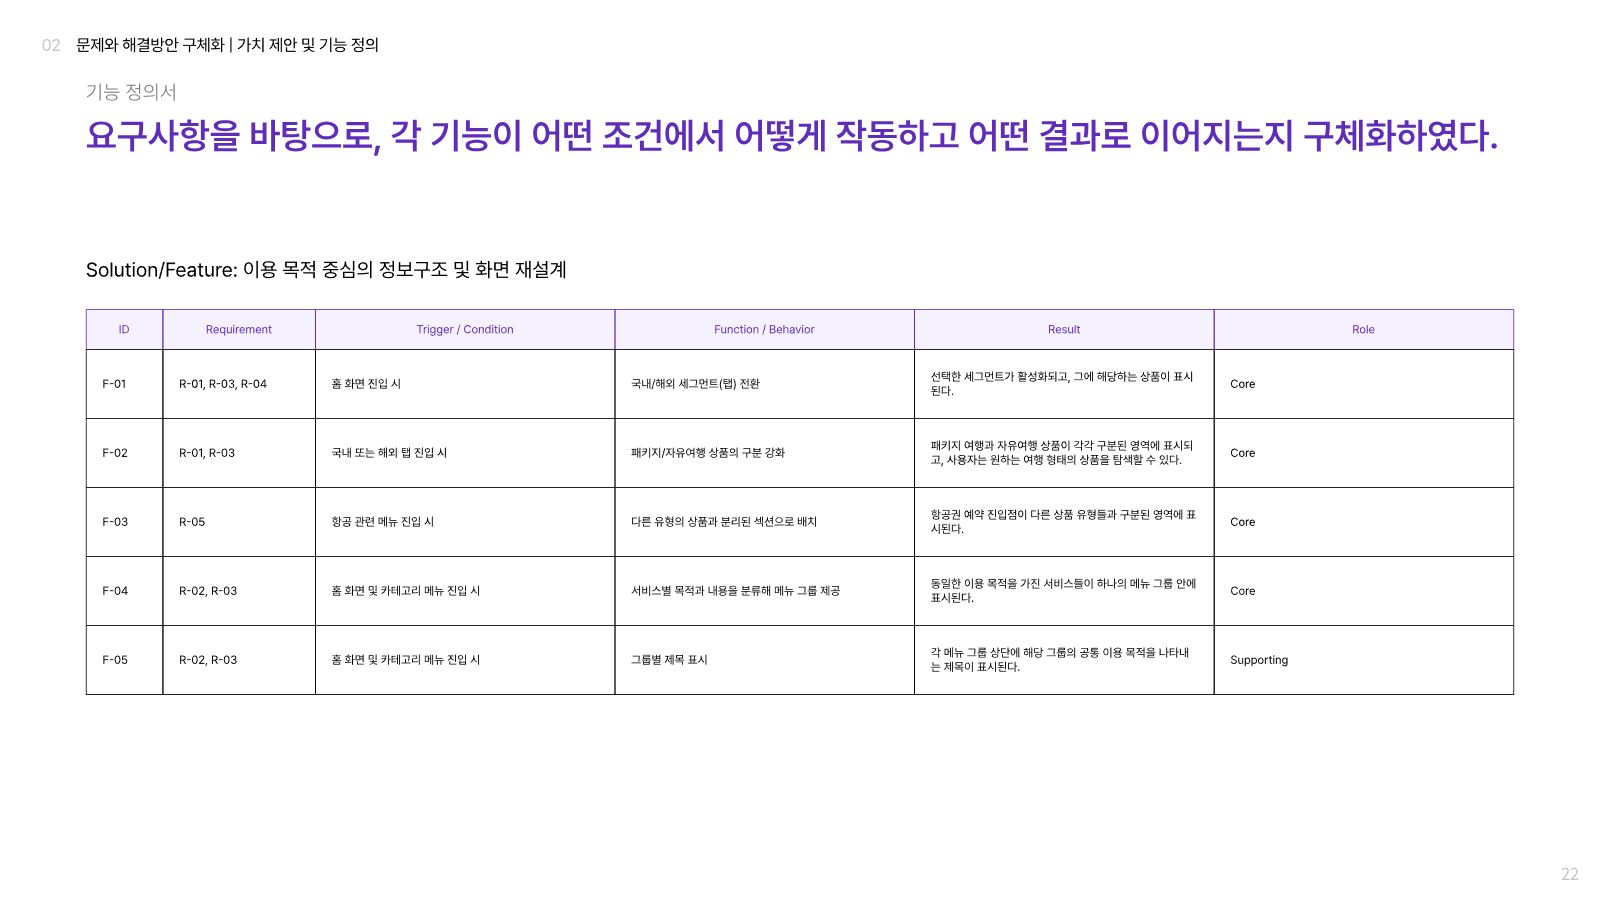 02 문제와 해결방안 구체화 | 가치 제안 및 기능 정의
기능 정의서
요구사항을 바탕으로, 각 기능이 어떤 조건에서 어떻게 작동하고 어떤 결과로 이어지는지 구체화하였다.
Solution/Feature: 이용 목적 중심의 정보구조 및 화면 재설계
ID Requirement Trigger / Condition Function / Behavior Result Role
F-01 R-01, R-03, R-04 홈 화면 진입 시 국내/해외 세그먼트(탭) 전환 선택한 세그먼트가 활성화되고, 그에 해당하는 상품이 표시
된다. Core
F-02 R-01, R-03 국내 또는 해외 탭 진입 시 패키지/자유여행 상품의 구분 강화 패키지 여행과 자유여행 상품이 각각 구분된 영역에 표시되
고, 사용자는 원하는 여행 형태의 상품을 탐색할 수 있다. Core
F-03 R-05 항공 관련 메뉴 진입 시 다른 유형의 상품과 분리된 섹션으로 배치 항공권 예약 진입점이 다른 상품 유형들과 구분된 영역에 표
시된다. Core
F-04 R-02, R-03 홈 화면 및 카테고리 메뉴 진입 시 서비스별 목적과 내용을 분류해 메뉴 그룹 제공 동일한 이용 목적을 가진 서비스들이 하나의 메뉴 그룹 안에
표시된다. Core
F-05 R-02, R-03 홈 화면 및 카테고리 메뉴 진입 시 그룹별 제목 표시 각 메뉴 그룹 상단에 해당 그룹의 공통 이용 목적을 나타내
는 제목이 표시된다. Supporting
22